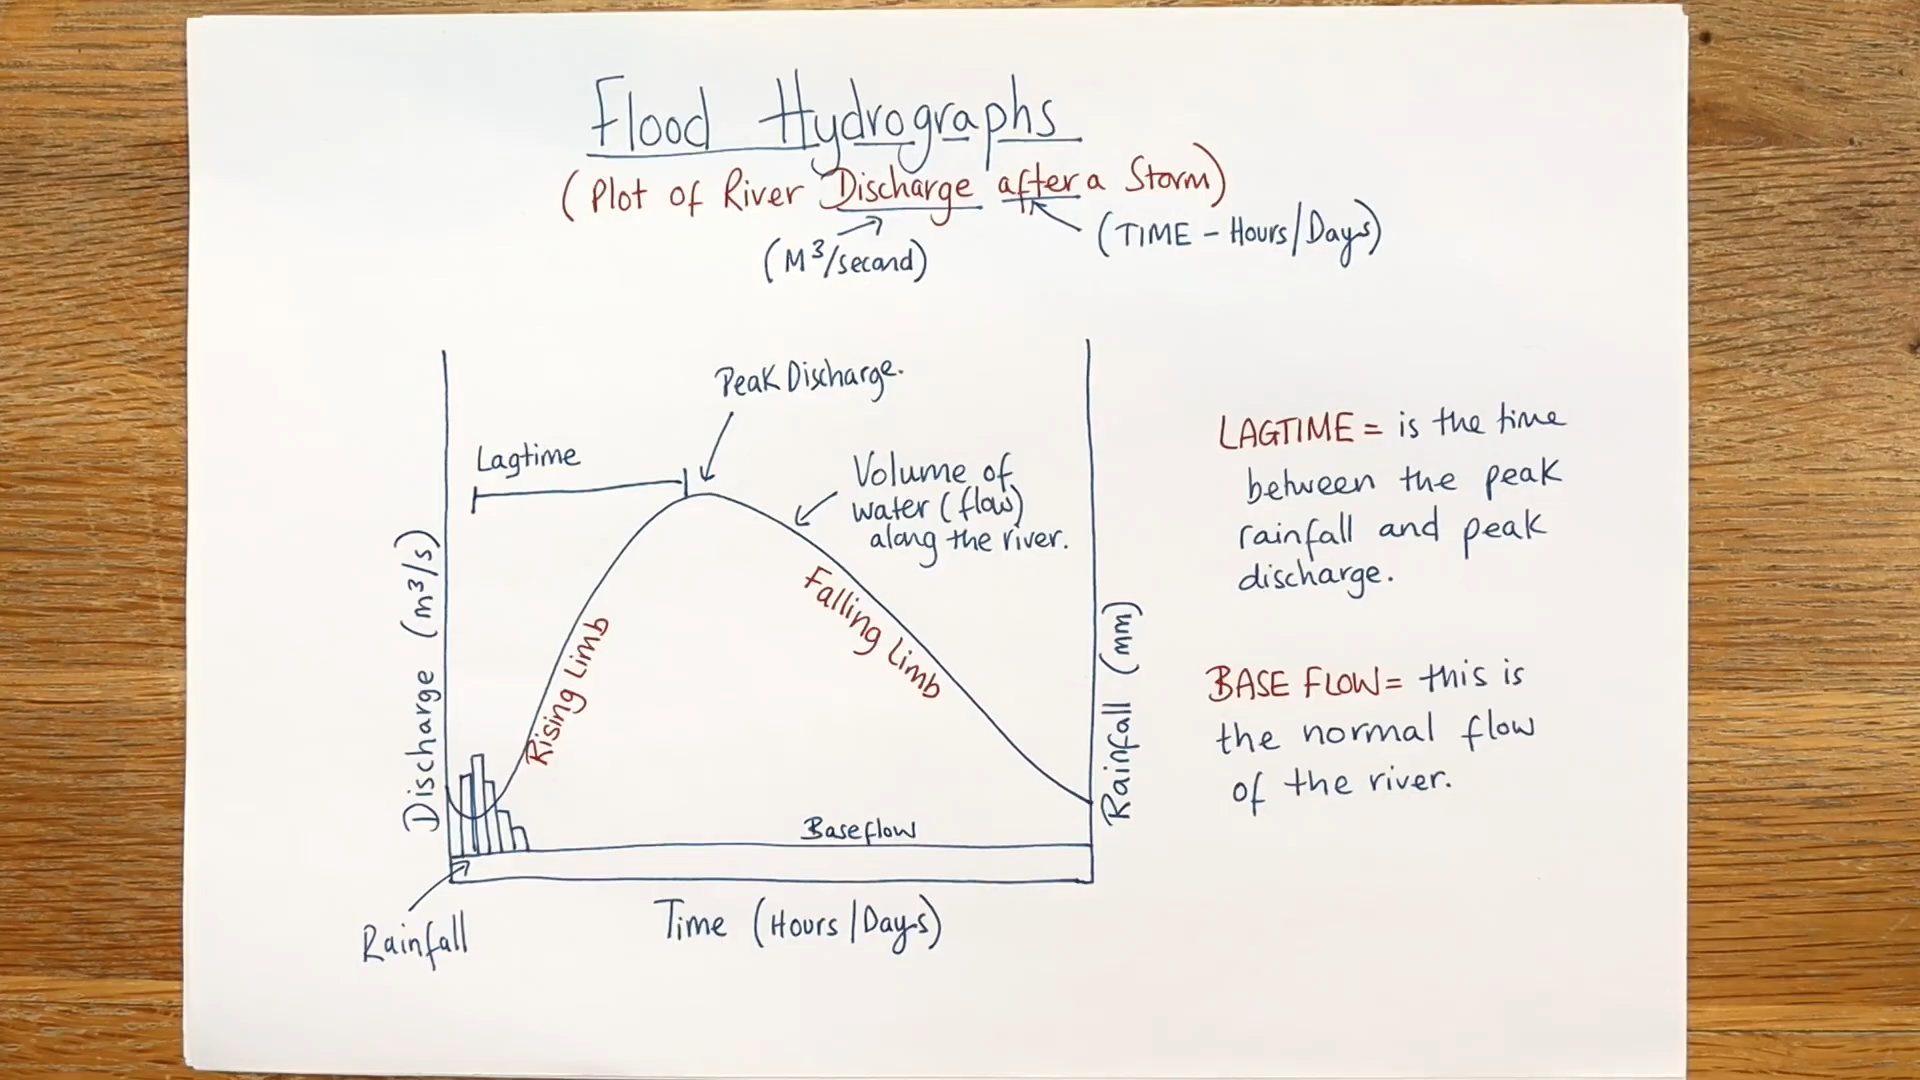 Flood Hydrographs
(Plot of River Discharge after a Storm)
(M³/second)
(TIME - Hours/Days)
Peak Discharge.
Lagtime
Volume of
water (flow)
along the river.
Rising Limb
Falling Limb
Discharge (m³/s)
Rainfall (mm)
Baseflow
Rainfall
Time (Hours/Days)
LAGTIME = is the time
between the peak
rainfall and peak
discharge.
BASE FLOW = this is
the normal flow
of the river.